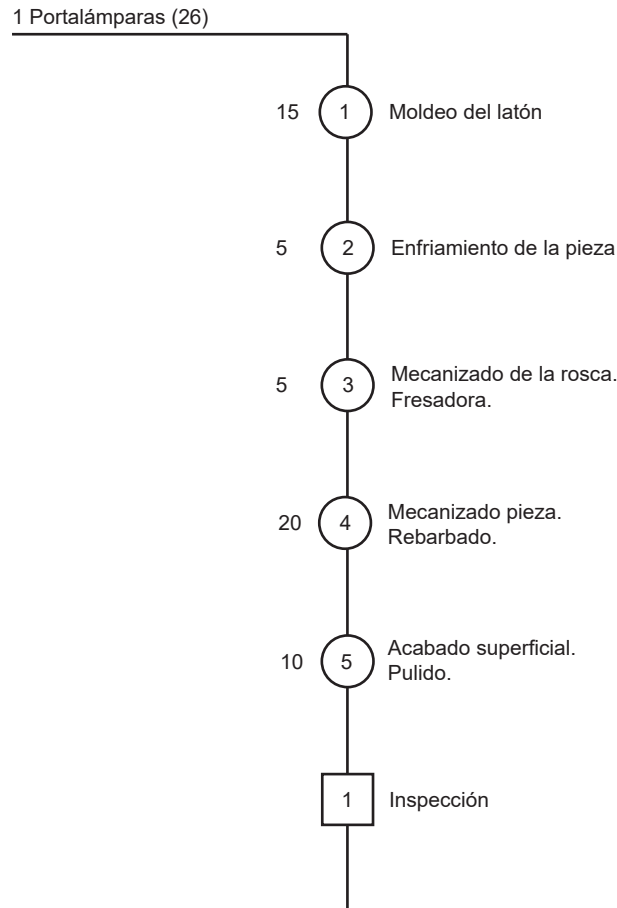 1 Portalámparas (26)
15 1 Moldeo del latón
5 2 Enfriamiento de la pieza
5 3 Mecanizado de la rosca.
Fresadora.
20 4 Mecanizado pieza.
Rebarbado.
10 5 Acabado superficial.
Pulido.
1 Inspección